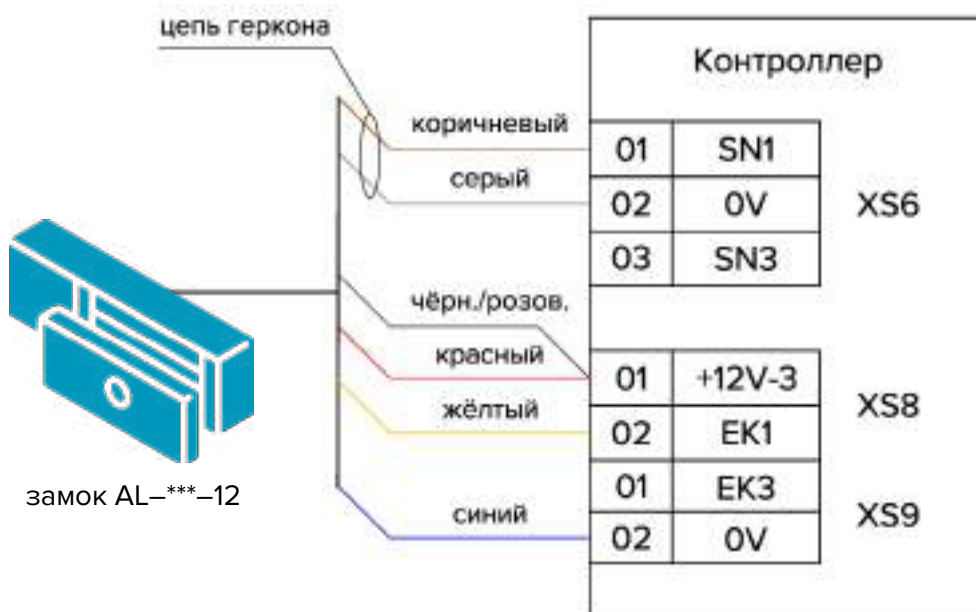 цепь геркона
Контроллер
коричневый
01 SN1
серый
02 0V XS6
03 SN3
чёрн./розов.
красный
01 +12V-3
XS8
жёлтый
02 EK1
01 EK3
замок AL–***–12
синий
XS9
02 0V